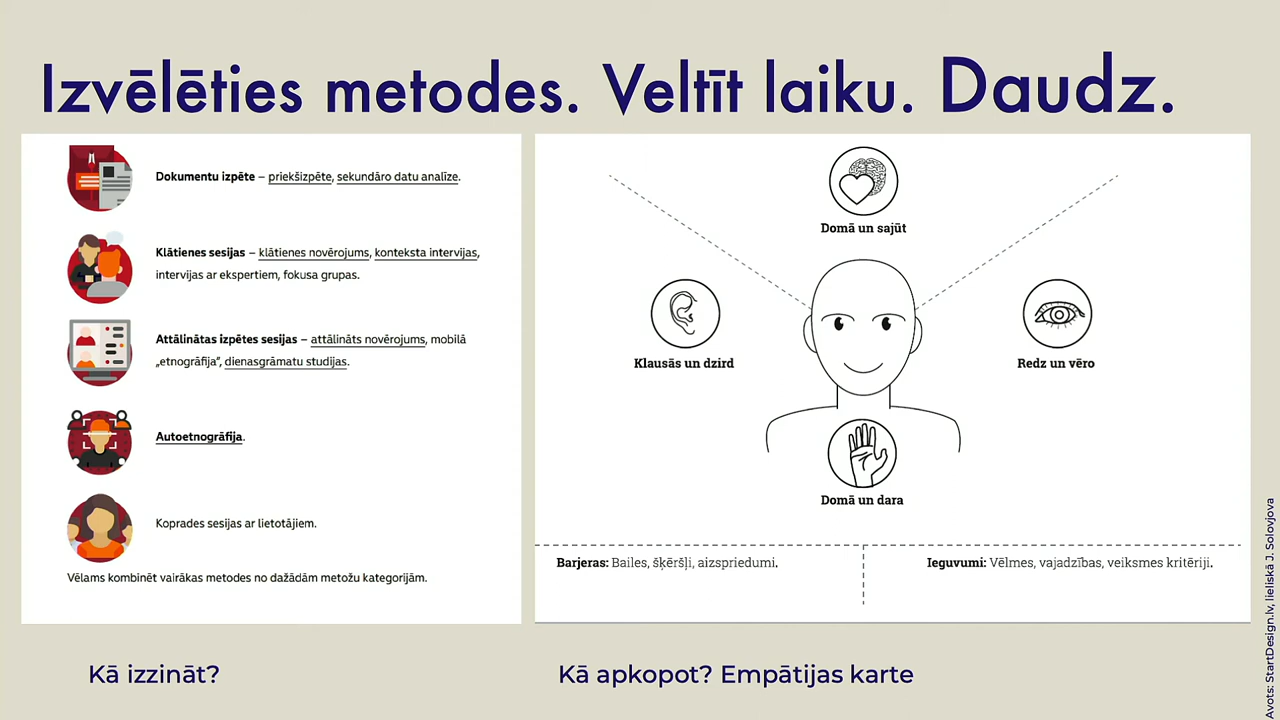 Izvēlēties metodes. Veltīt laiku. Daudz.
Dokumentu izpēte – priekšizpēte, sekundāro datu analīze.
Klātienes sesijas – klātienes novērojums, konteksta intervijas,
intervijas ar ekspertiem, fokusa grupas.
Attālinātas izpētes sesijas – attālināts novērojums, mobilā
„etnogrāfija”, dienasgrāmatu studijas.
Autoetnogrāfija.
Koprades sesijas ar lietotājiem.
Vēlams kombinēt vairākas metodes no dažādām metožu kategorijām.
Domā un sajūt
Klausās un dzird
Redz un vēro
Domā un dara
Barjeras: Bailes, šķēršļi, aizspriedumi.
Ieguvumi: Vēlmes, vajadzības, veiksmes kritēriji.
Kā izzināt?
Kā apkopot? Empātijas karte
Avots: StartDesign.lv, lieliskā J. Solovjova